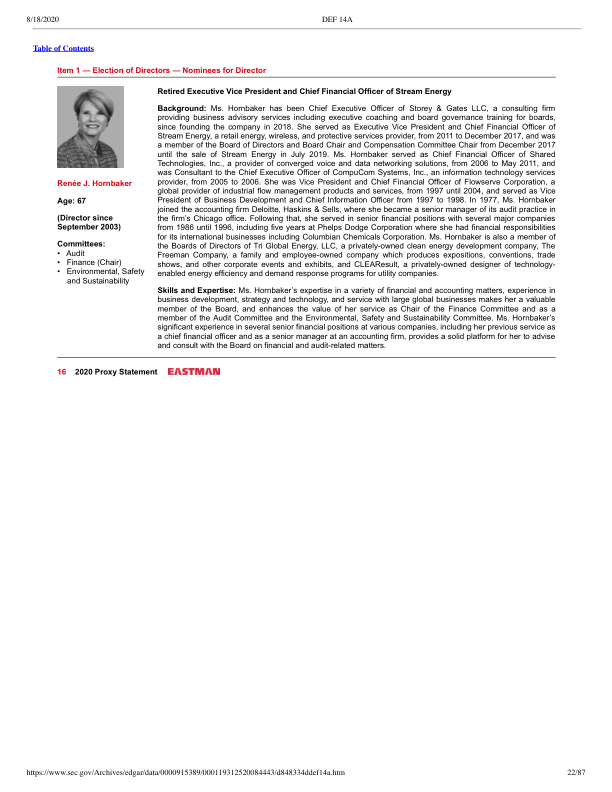 8/18/2020 DEF 14A
Table of Contents
Item 1 — Election of Directors — Nominees for Director
Renée J. Hornbaker
Age: 67
(Director since
September 2003)
Committees:
• Audit
• Finance (Chair)
• Environmental, Safety
and Sustainability
Retired Executive Vice President and Chief Financial Officer of Stream Energy
Background: Ms. Hornbaker has been Chief Executive Officer of Storey & Gates LLC, a consulting firm
providing business advisory services including executive coaching and board governance training for boards,
since founding the company in 2018. She served as Executive Vice President and Chief Financial Officer of
Stream Energy, a retail energy, wireless, and protective services provider, from 2011 to December 2017, and was
a member of the Board of Directors and Board Chair and Compensation Committee Chair from December 2017
until the sale of Stream Energy in July 2019. Ms. Hornbaker served as Chief Financial Officer of Shared
Technologies, Inc., a provider of converged voice and data networking solutions, from 2006 to May 2011, and
was Consultant to the Chief Executive Officer of CompuCom Systems, Inc., an information technology services
provider, from 2005 to 2006. She was Vice President and Chief Financial Officer of Flowserve Corporation, a
global provider of industrial flow management products and services, from 1997 until 2004, and served as Vice
President of Business Development and Chief Information Officer from 1997 to 1998. In 1977, Ms. Hornbaker
joined the accounting firm Deloitte, Haskins & Sells, where she became a senior manager of its audit practice in
the firm's Chicago office. Following that, she served in senior financial positions with several major companies
from 1986 until 1996, including five years at Phelps Dodge Corporation where she had financial responsibilities
for its international businesses including Columbian Chemicals Corporation. Ms. Hornbaker is also a member of
the Boards of Directors of Tri Global Energy, LLC, a privately-owned clean energy development company, The
Freeman Company, a family and employee-owned company which produces expositions, conventions, trade
shows, and other corporate events and exhibits, and CLEAResult, a privately-owned designer of technology-
enabled energy efficiency and demand response programs for utility companies.
Skills and Expertise: Ms. Hornbaker's expertise in a variety of financial and accounting matters, experience in
business development, strategy and technology, and service with large global businesses makes her a valuable
member of the Board, and enhances the value of her service as Chair of the Finance Committee and as a
member of the Audit Committee and the Environmental, Safety and Sustainability Committee. Ms. Hornbaker's
significant experience in several senior financial positions at various companies, including her previous service as
a chief financial officer and as a senior manager at an accounting firm, provides a solid platform for her to advise
and consult with the Board on financial and audit-related matters.
16 2020 Proxy Statement EASTMAN
https://www.sec.gov/Archives/edgar/data/0000915389/000119312520084443/d848334ddef14a.htm 22/87